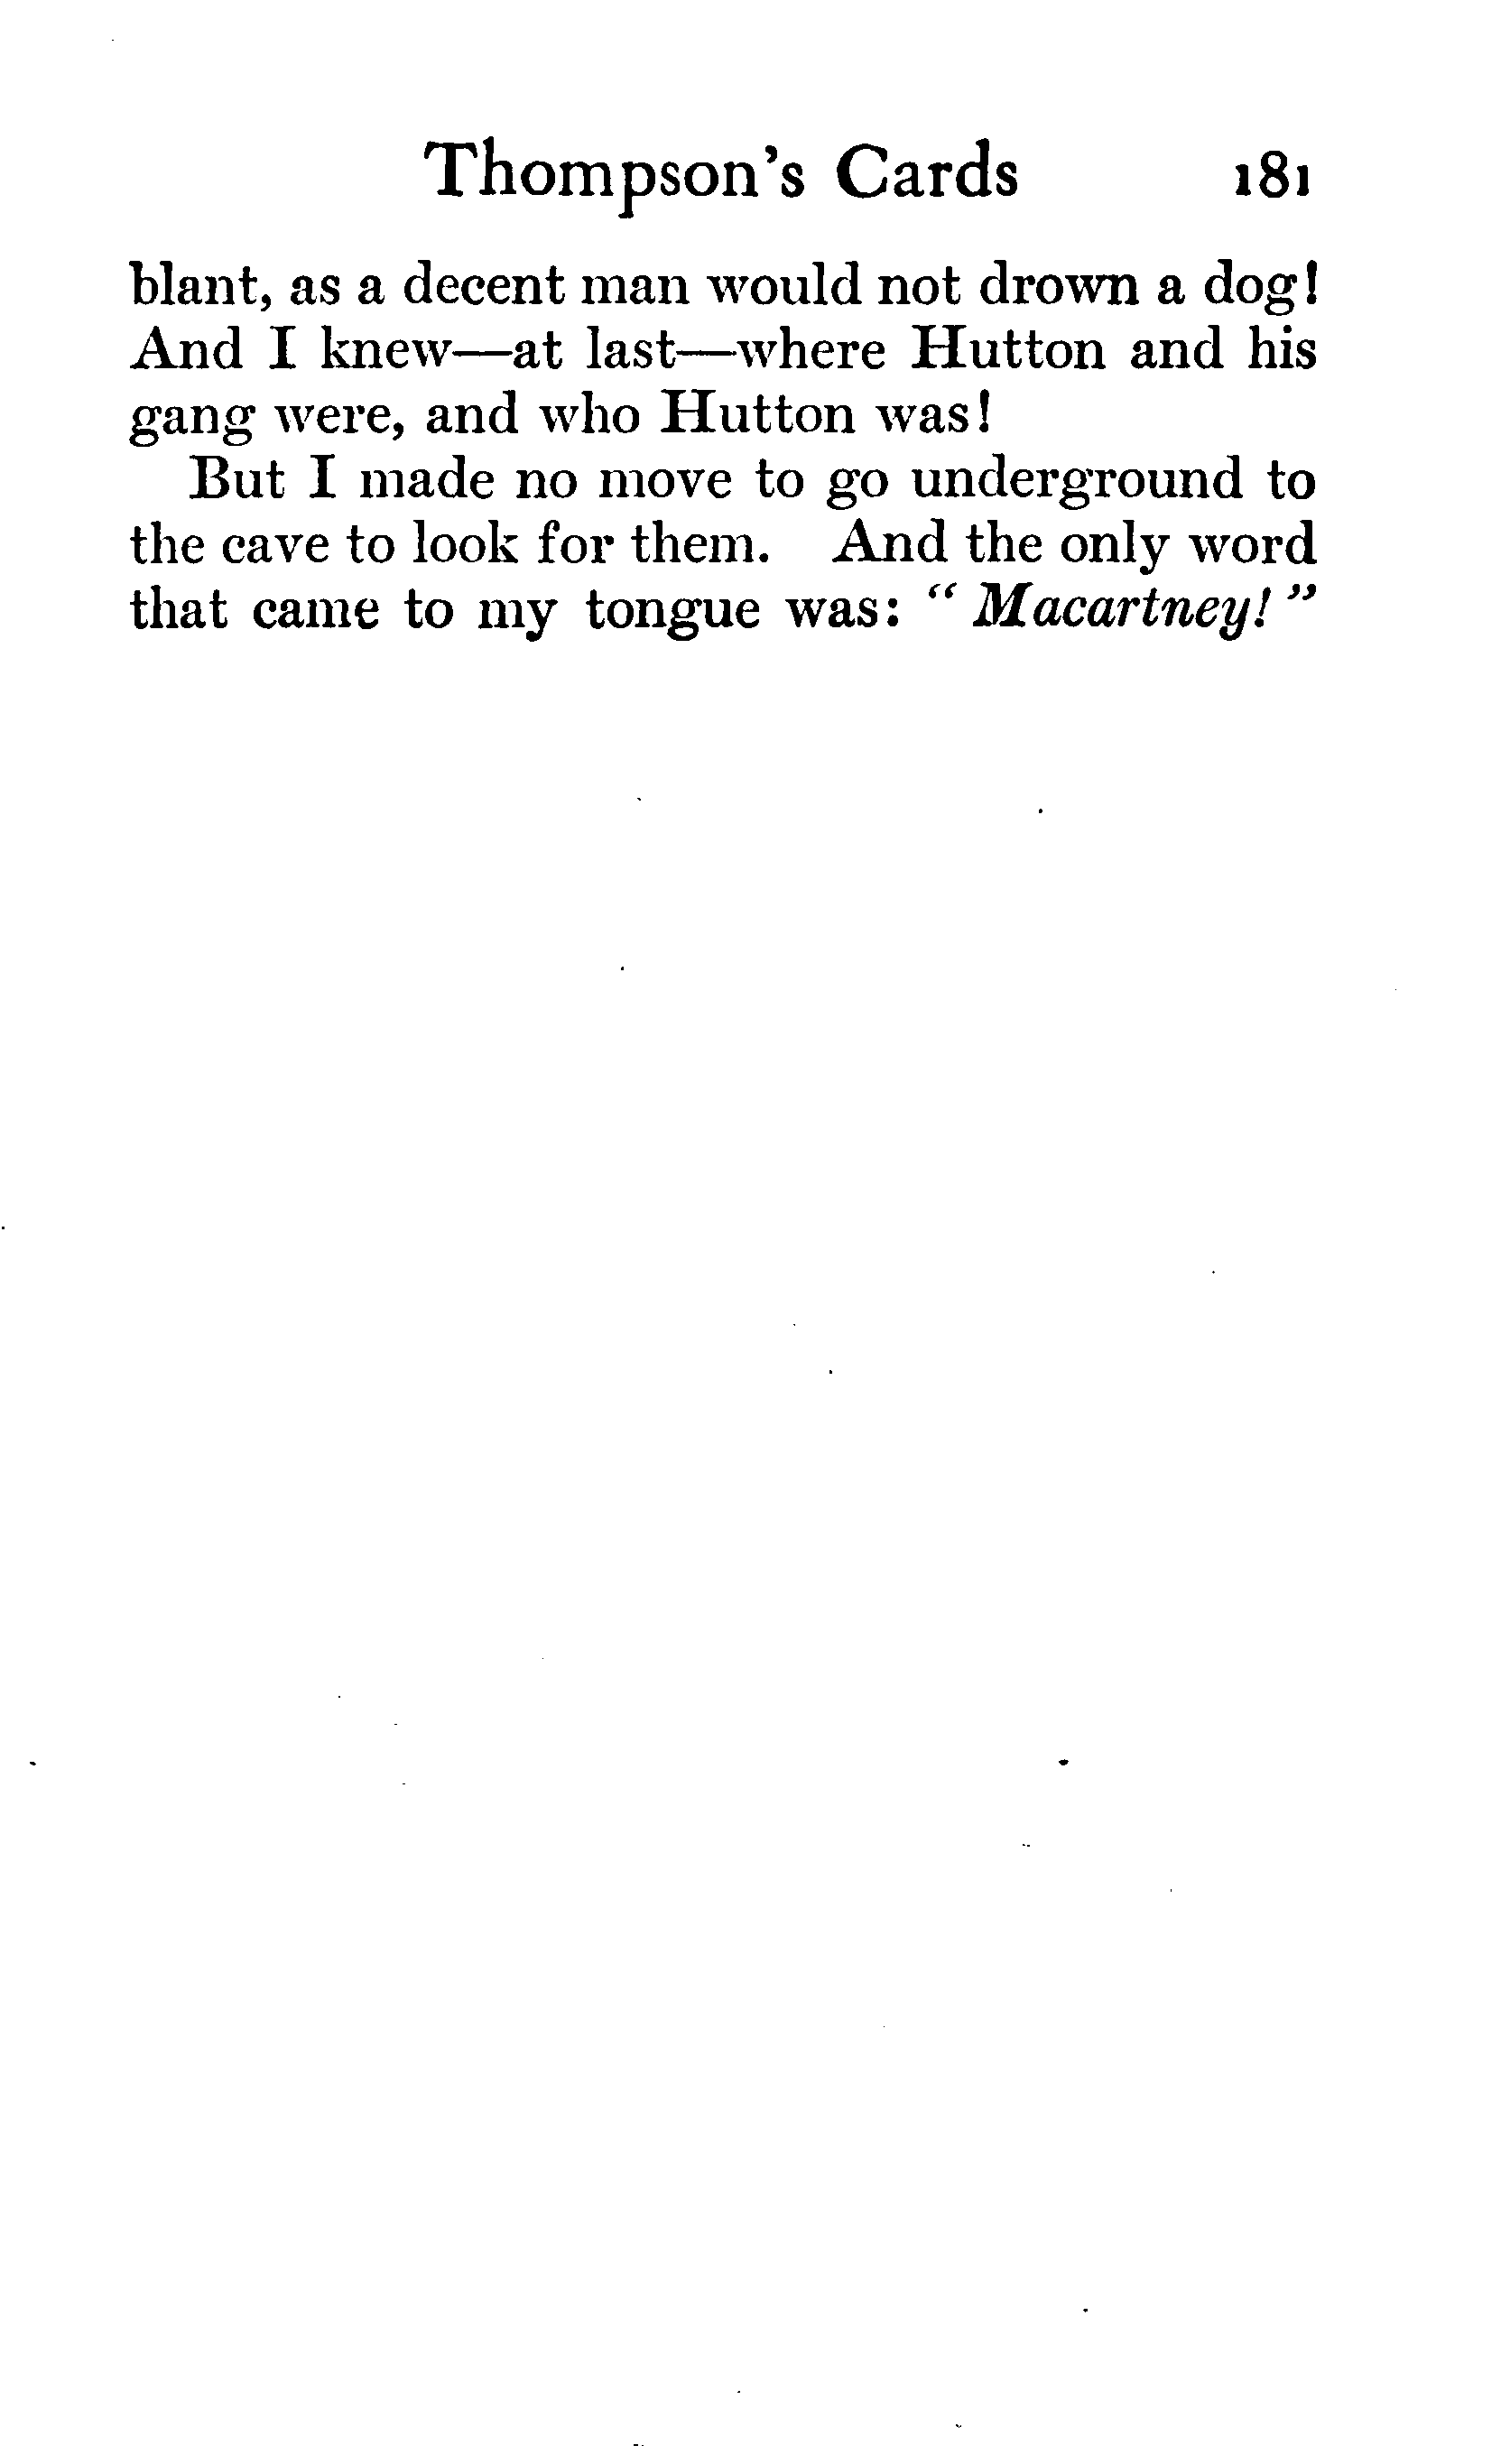 Thompson's Cards 181
blant, as a decent man would not drown a dog!
And I knew—at last—where Hutton and his
gang were, and who Hutton was!
But I made no move to go underground to
the cave to look for them. And the only word
that came to my tongue was: "Macartney!"